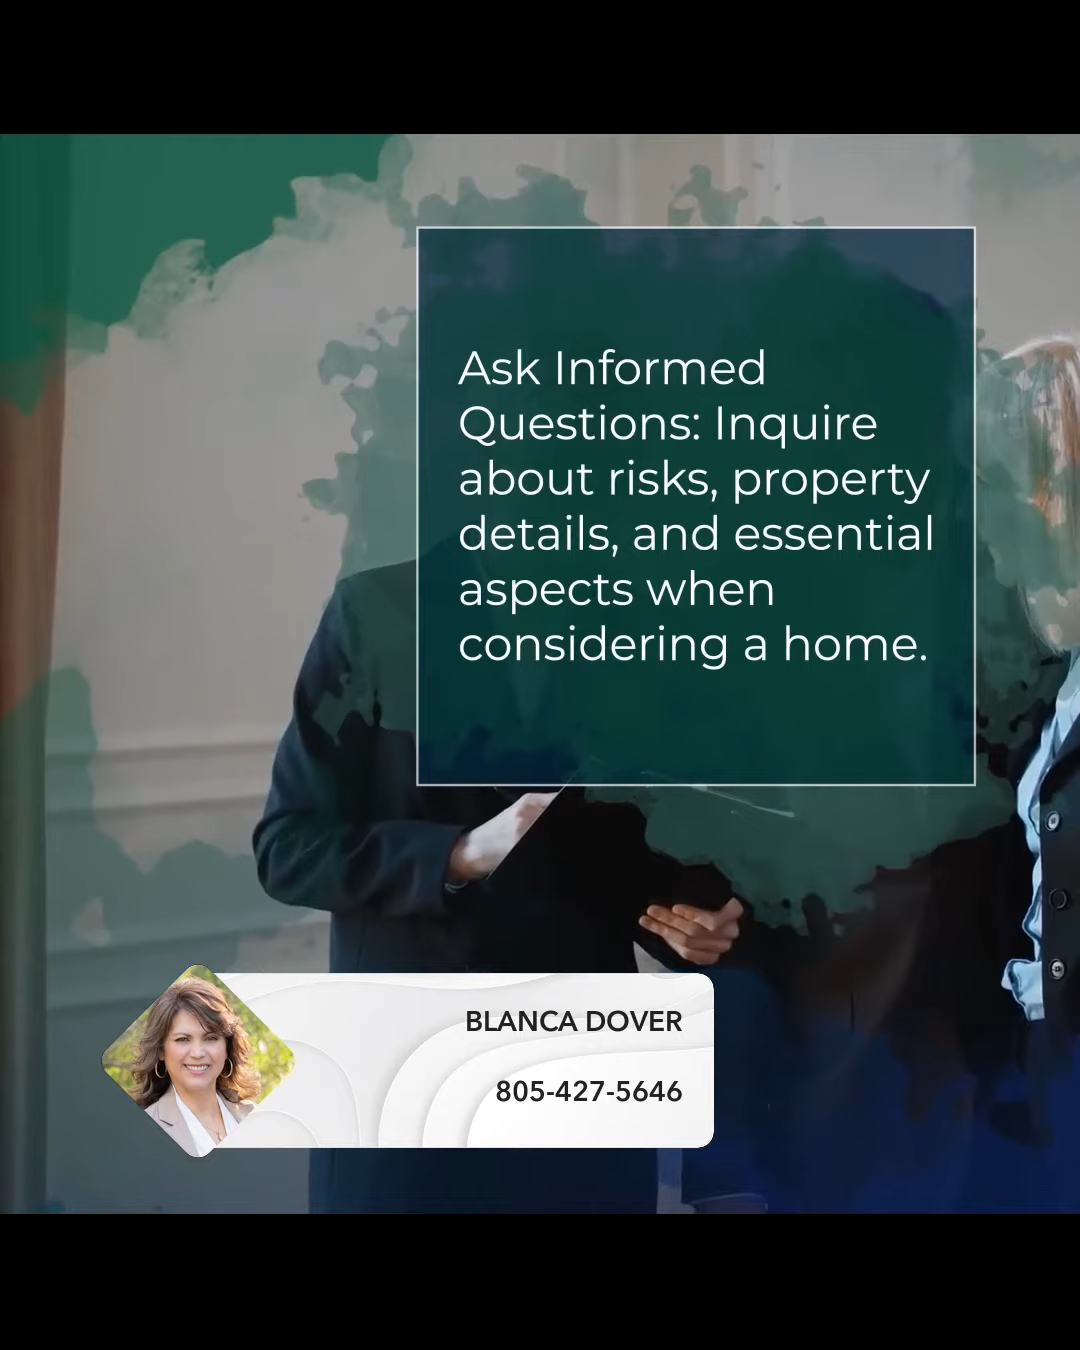 Ask Informed
Questions: Inquire
about risks, property
details, and essential
aspects when
considering a home.
BLANCA DOVER
805-427-5646